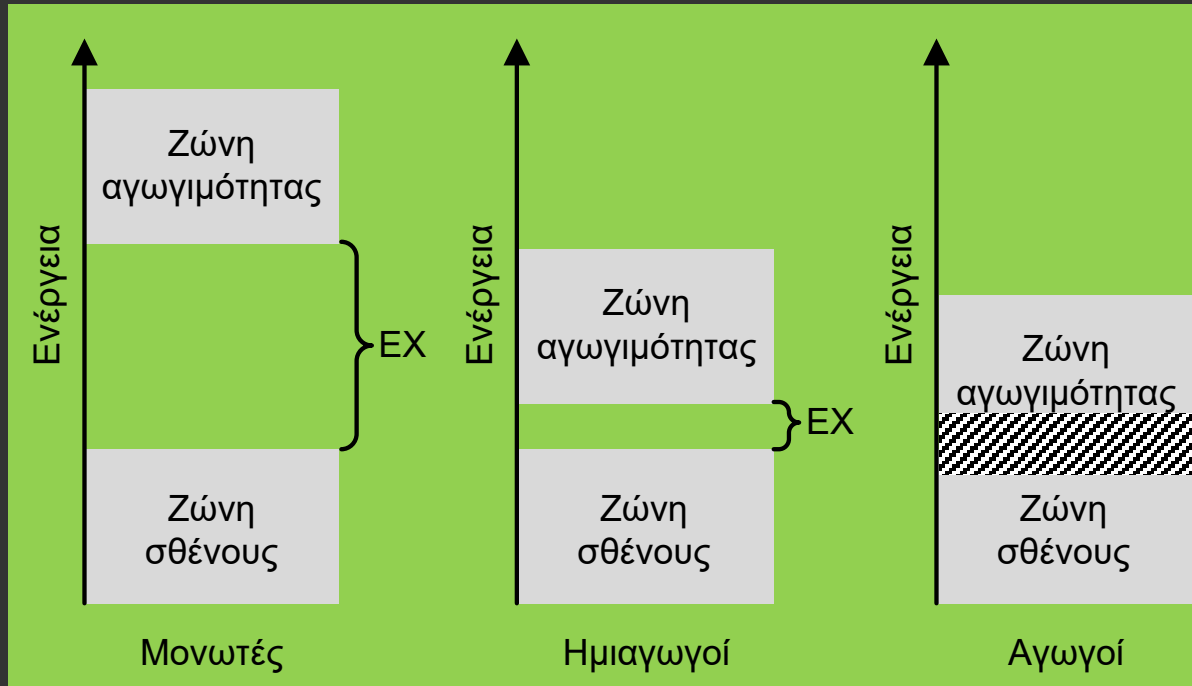 Ενέργεια
Ζώνη
αγωγιμότητας
ΕΧ
Ζώνη
σθένους
Μονωτές
Ενέργεια
Ζώνη
αγωγιμότητας
ΕΧ
Ζώνη
σθένους
Ημιαγωγοί
Ενέργεια
Ζώνη
αγωγιμότητας
Ζώνη
σθένους
Αγωγοί